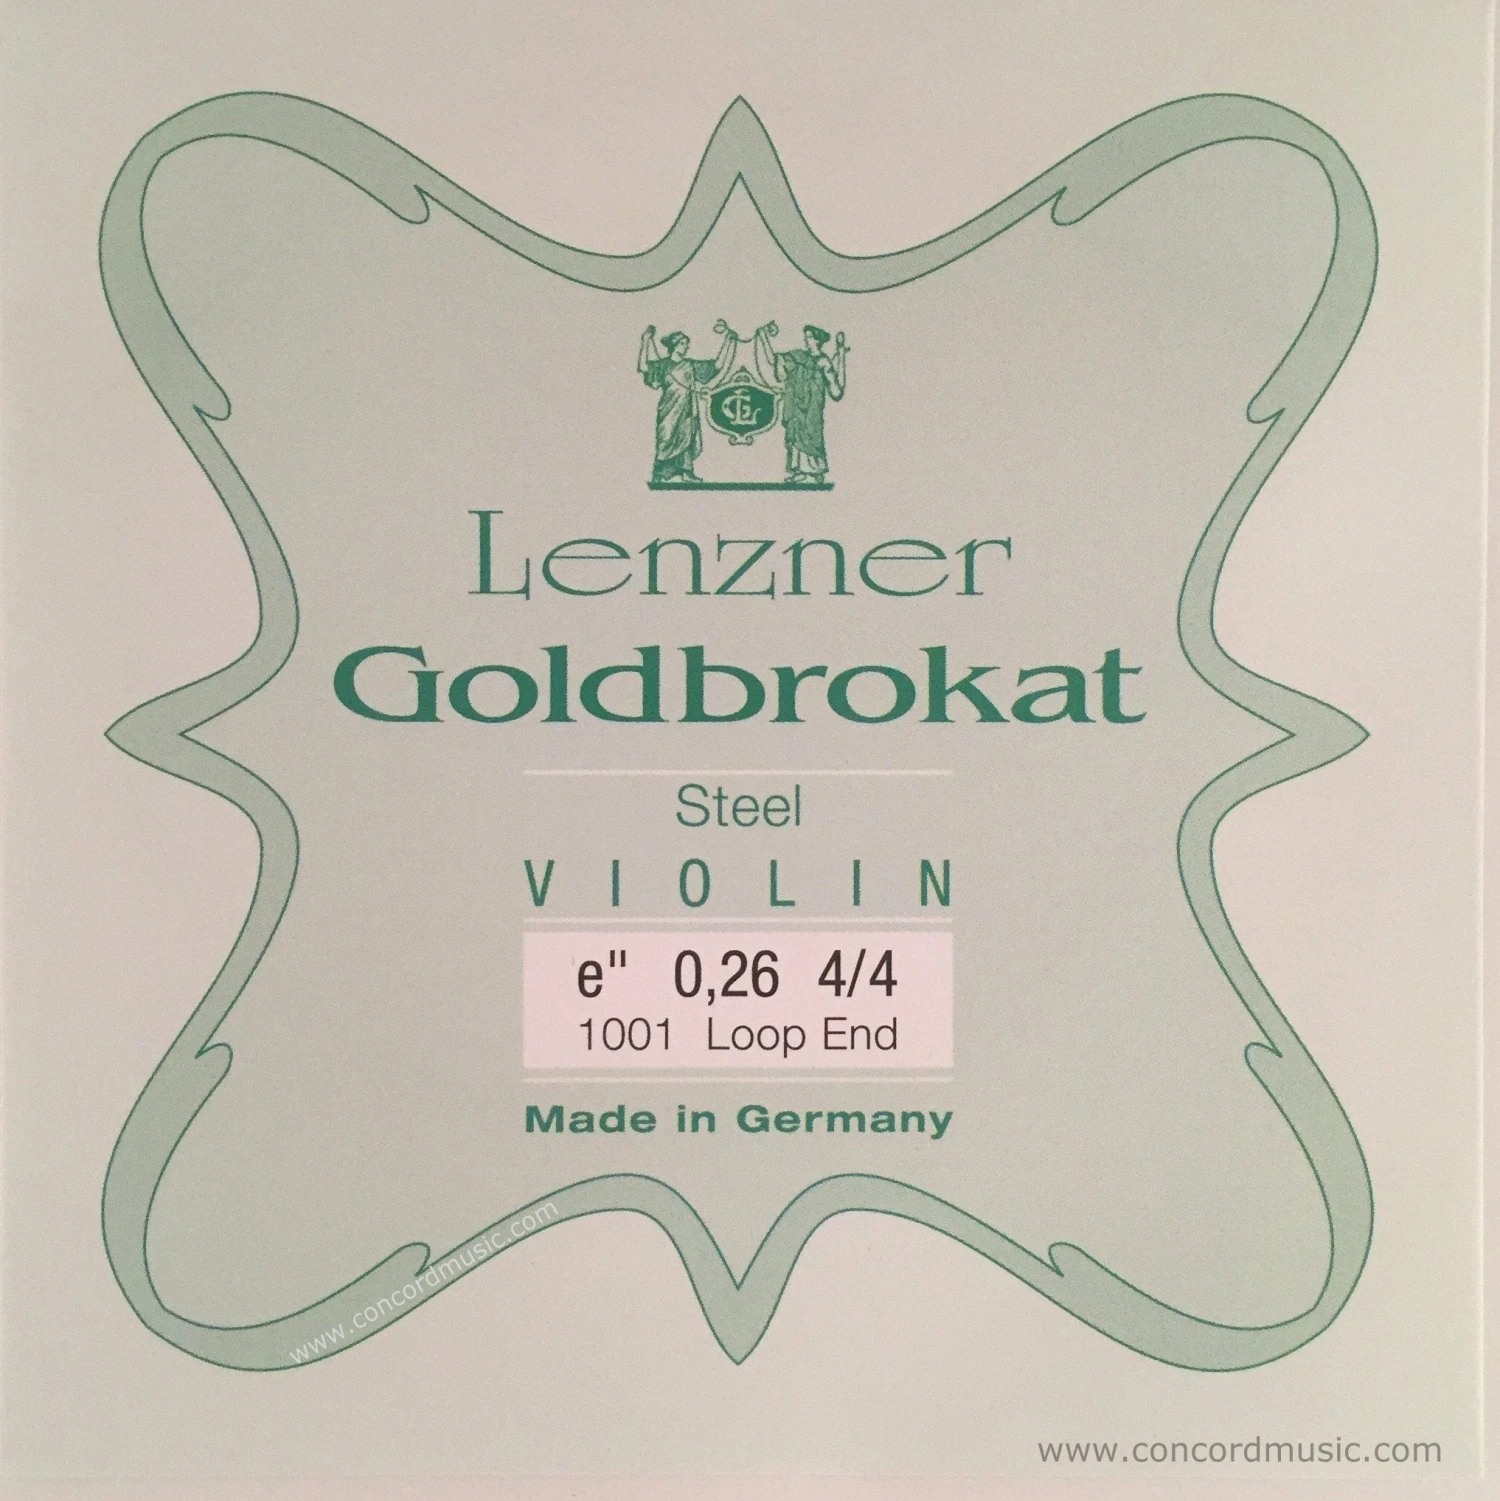 GL
Lenzner
Goldbrokat
Steel
VIOLIN
e" 0,26 4/4
1001 Loop End
Made in Germany
www.concordmusic.com
www.concordmusic.com